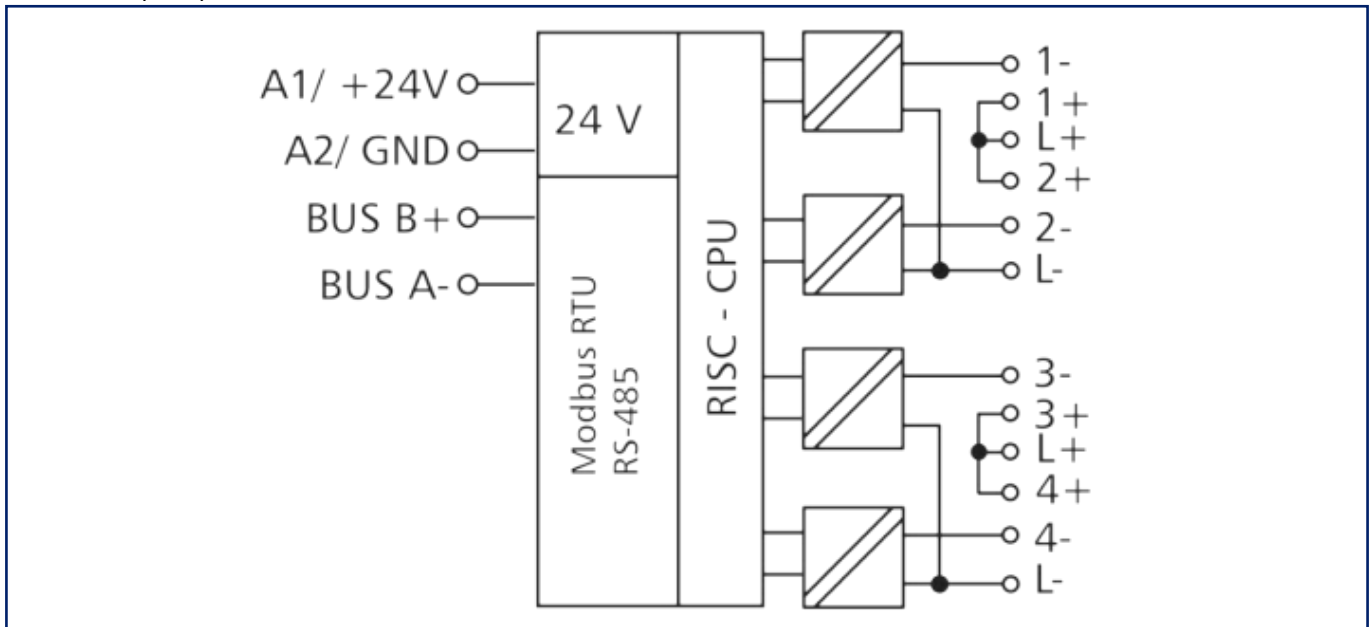 A1/ +24V
A2/ GND
BUS B+
BUS A-
24 V
Modbus RTU
RS-485
RISC - CPU
1-
1+
L+
2+
2-
L-
3-
3+
L+
4+
4-
L-